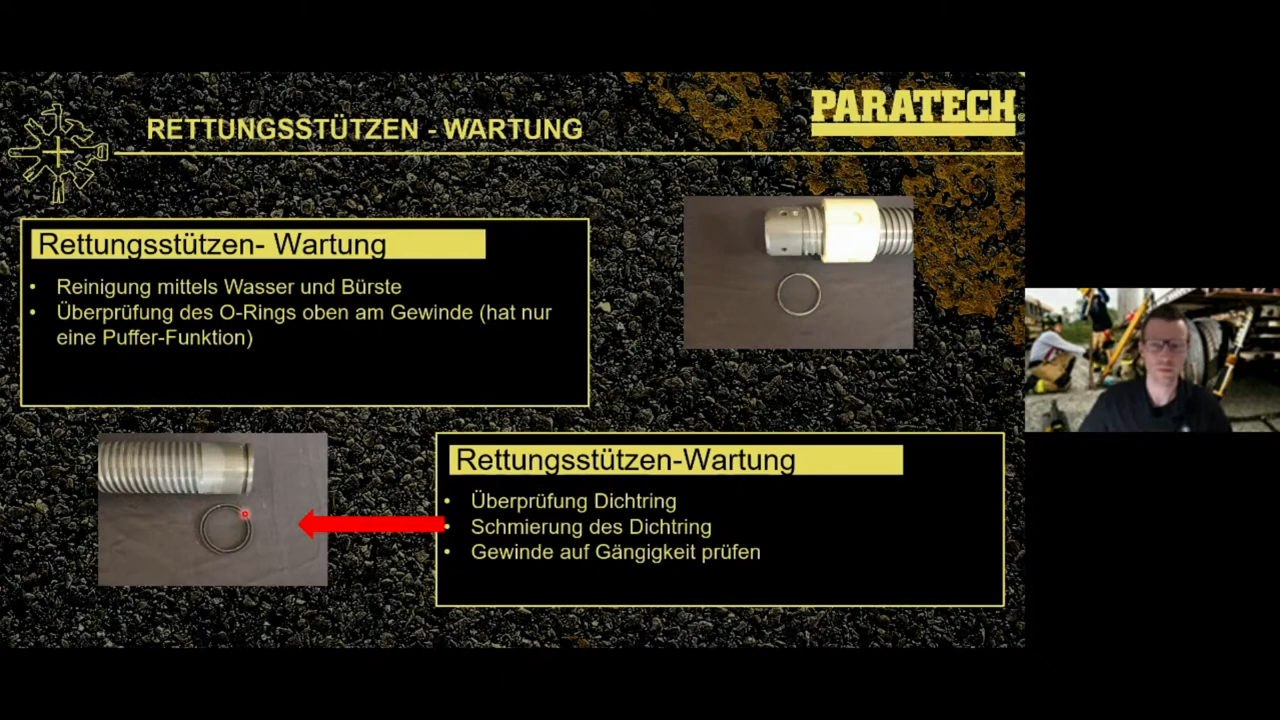 RETTUNGSSTÜTZEN - WARTUNG
PARATECH®
Rettungsstützen- Wartung
• Reinigung mittels Wasser und Bürste
• Überprüfung des O-Rings oben am Gewinde (hat nur
eine Puffer-Funktion)
Rettungsstützen-Wartung
• Überprüfung Dichtring
• Schmierung des Dichtring
• Gewinde auf Gängigkeit prüfen